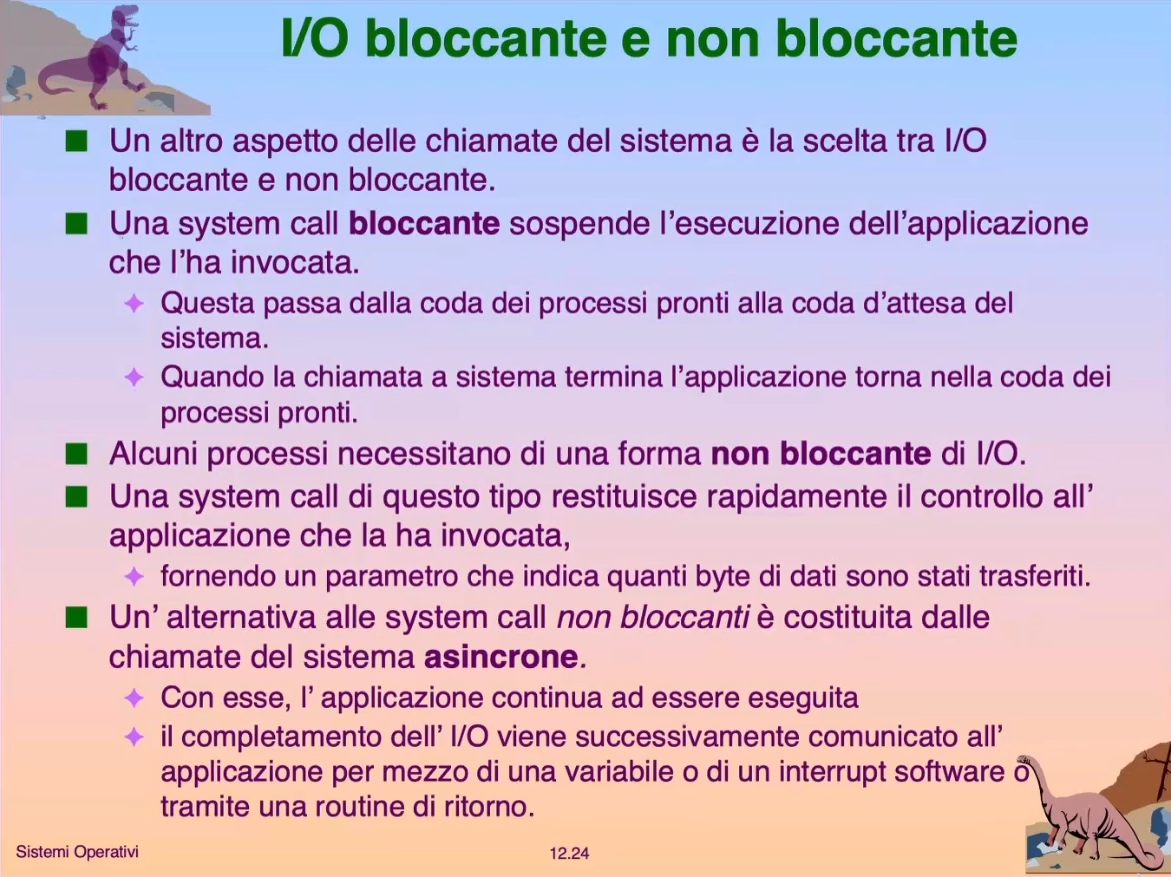 I/O bloccante e non bloccante
Un altro aspetto delle chiamate del sistema è la scelta tra I/O
bloccante e non bloccante.
Una system call bloccante sospende l'esecuzione dell'applicazione
che l'ha invocata.
Questa passa dalla coda dei processi pronti alla coda d'attesa del
sistema.
Quando la chiamata a sistema termina l'applicazione torna nella coda dei
processi pronti.
Alcuni processi necessitano di una forma non bloccante di I/O.
Una system call di questo tipo restituisce rapidamente il controllo all'
applicazione che la ha invocata,
fornendo un parametro che indica quanti byte di dati sono stati trasferiti.
Un' alternativa alle system call non bloccanti è costituita dalle
chiamate del sistema asincrone.
Con esse, l' applicazione continua ad essere eseguita
il completamento dell' I/O viene successivamente comunicato all'
applicazione per mezzo di una variabile o di un interrupt software o
tramite una routine di ritorno.
Sistemi Operativi
12.24